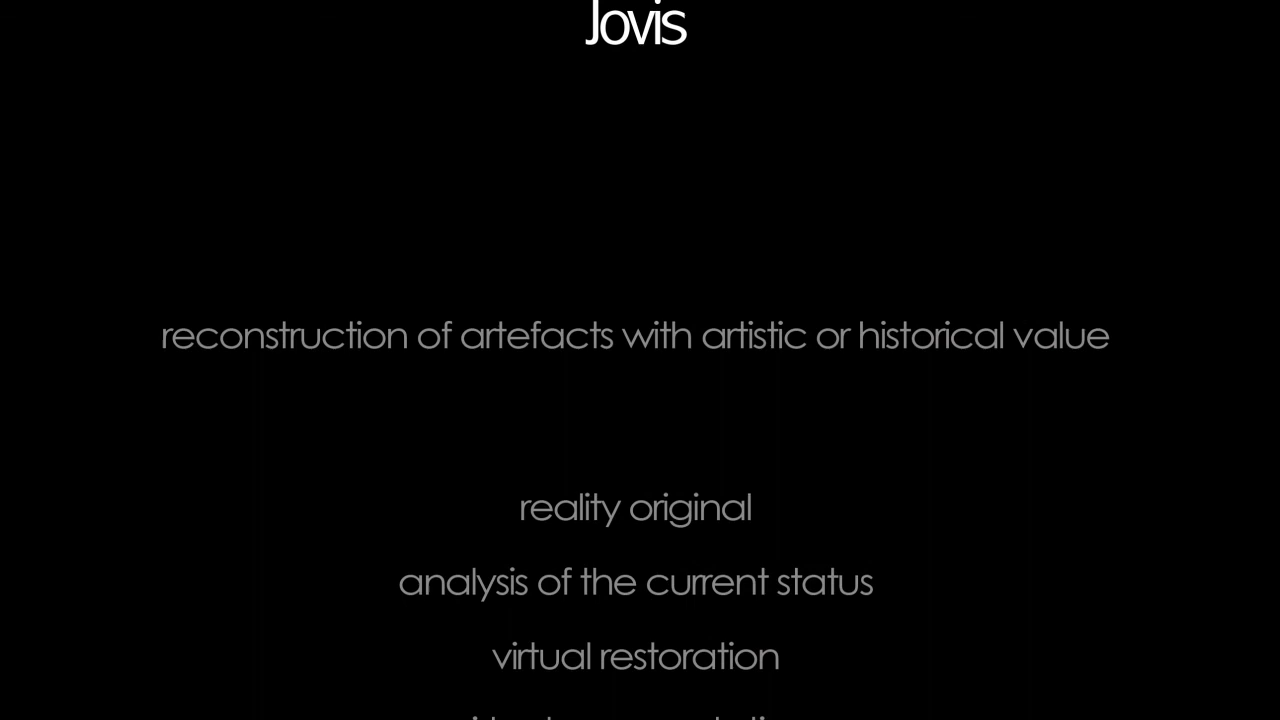 Jovis
reconstruction of artefacts with artistic or historical value
reality original
analysis of the current status
virtual restoration